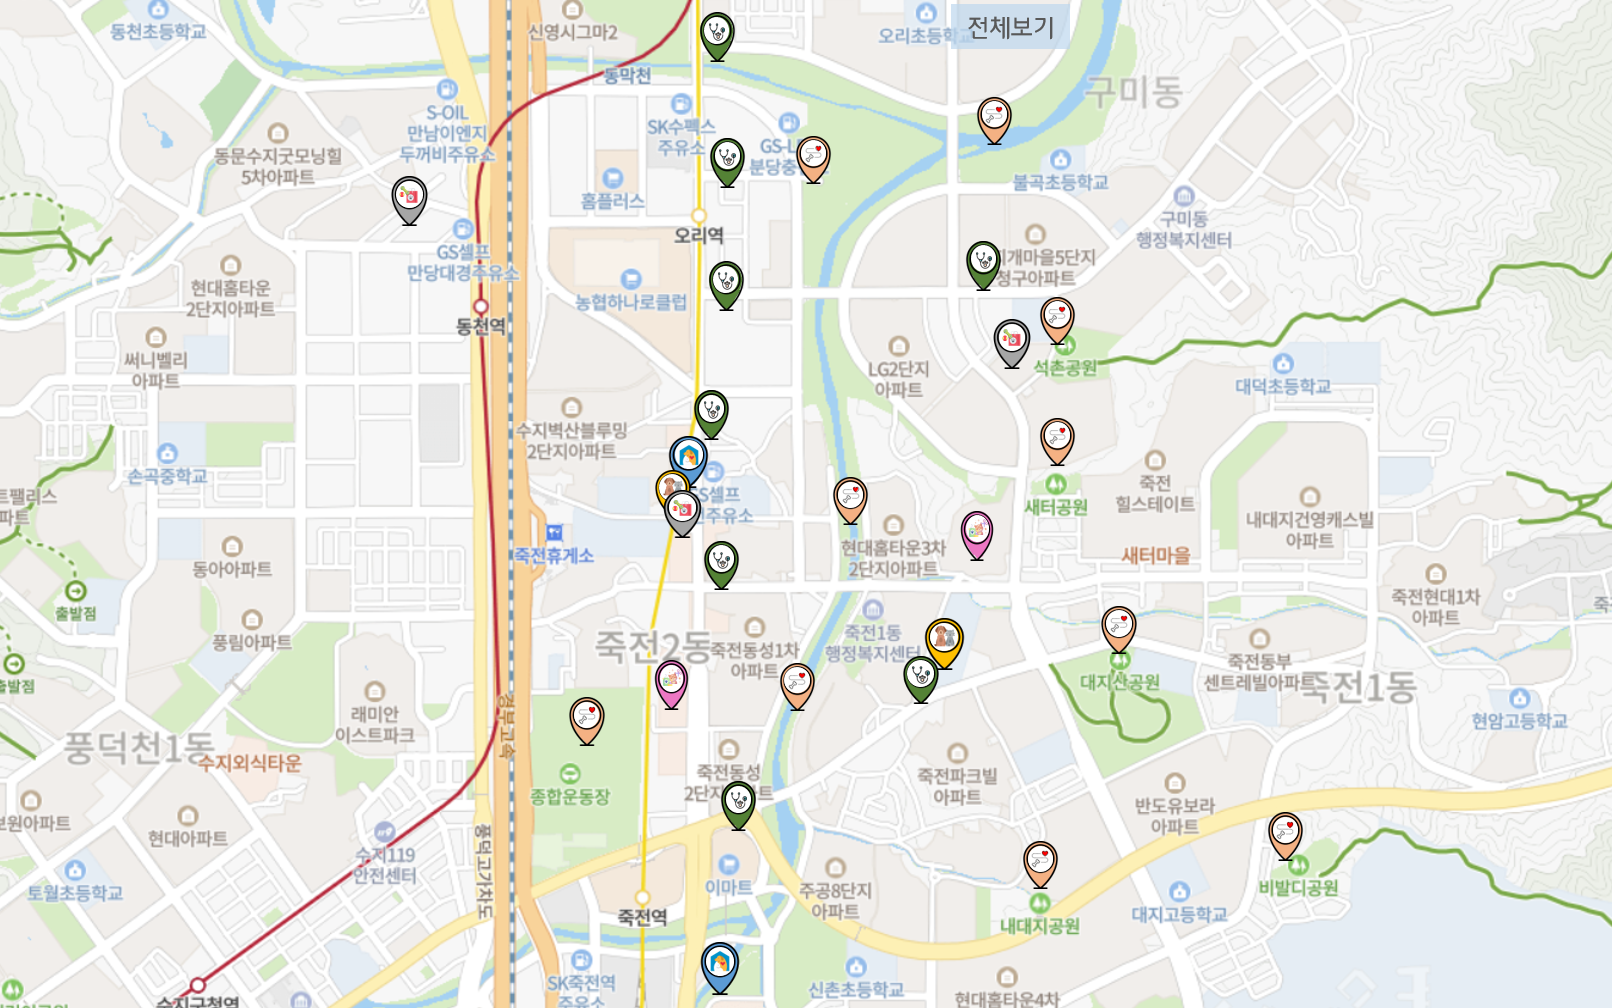 동천초등학교
신영시그마2
오리초등학교
전체보기
동막천
구미동
S-OIL
만남이엔지
두꺼비주유소
SK수펙스
주유소
GS-L
분당충
동문수지굿모닝힐
5차아파트
불곡초등학교
홈플러스
구미동
행정복지센터
오리역
GS셀프
만당대경주유소
개마을5단지
청구아파트
현대홈타운
2단지아파트
농협하나로클럽
동천역
써니벨리
아파트
LG2단지
아파트
석촌공원
대덕초등학교
수지벽산블루밍
2단지아파트
손곡중학교
트팰리스
파트
GS셀프
주유소
죽전
힐스테이트
새터공원
내대지건영캐스빌
아파트
죽전휴게소
현대홈타운3차
2단지아파트
새터마을
동아아파트
출발점
죽전현대1차
아파트
죽
풍림아파트
죽전2동
죽전동성1차
아파트
죽전1동
행정복지센터
죽전동부
센트레빌아파트
죽전1동
출발점
대지산공원
래미안
이스트파크
현암고등학교
경부고속
풍덕천1동
수지외식타운
죽전동성
2단지아파트
죽전파크빌
아파트
종합운동장
반도유보라
아파트
보원아파트
현대아파트
수지119
안전센터
풍덕고가차도
토월초등학교
이마트
주공8단지
아파트
비발디공원
죽전역
내대지공원
대지고등학교
SK죽전역
주유소
신촌초등학교
현대홈타운4차
수지구청역